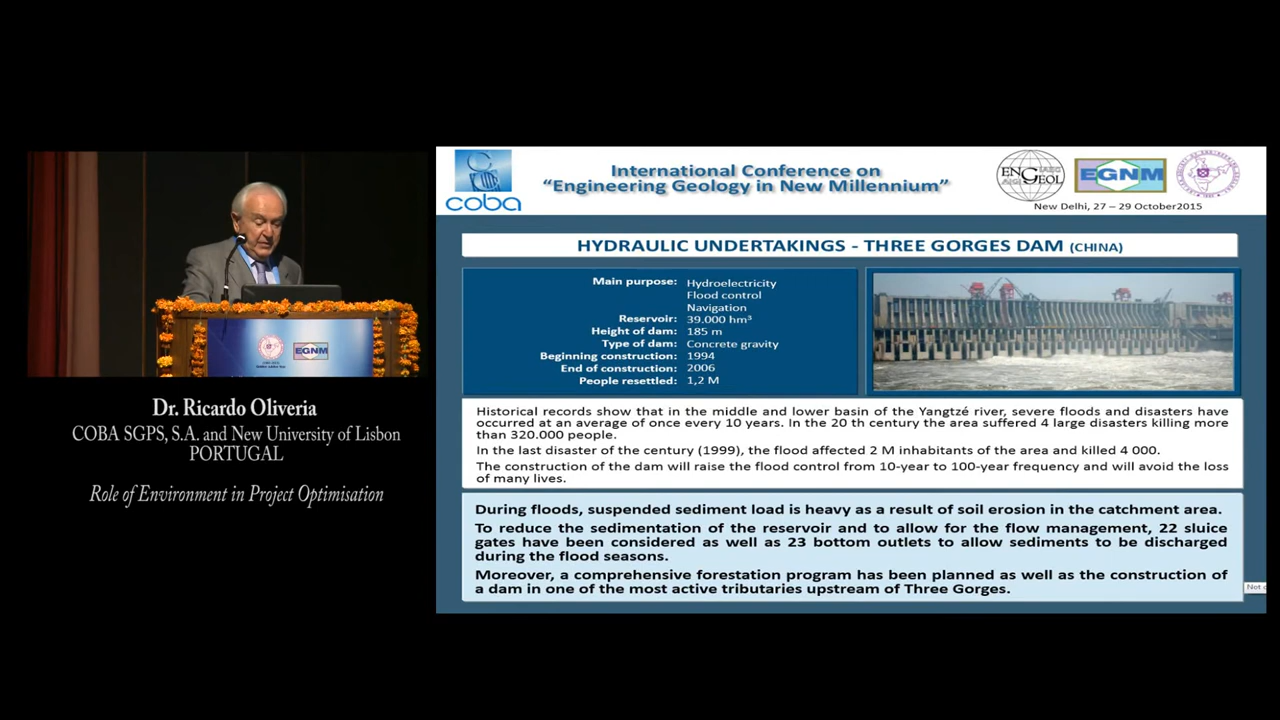 coba
International Conference on
“Engineering Geology in New Millennium”
ENGEOL
EGNM
New Delhi, 27 – 29 October2015
HYDRAULIC UNDERTAKINGS - THREE GORGES DAM (CHINA)
Main purpose: Hydroelectricity
Flood control
Navigation
Reservoir: 39.000 hm³
Height of dam: 185 m
Type of dam: Concrete gravity
Beginning construction: 1994
End of construction: 2006
People resettled: 1,2 M
Historical records show that in the middle and lower basin of the Yangtzé river, severe floods and disasters have
occurred at an average of once every 10 years. In the 20 th century the area suffered 4 large disasters killing more
than 320.000 people.
In the last disaster of the century (1999), the flood affected 2 M inhabitants of the area and killed 4 000.
The construction of the dam will raise the flood control from 10-year to 100-year frequency and will avoid the loss
of many lives.
During floods, suspended sediment load is heavy as a result of soil erosion in the catchment area.
To reduce the sedimentation of the reservoir and to allow for the flow management, 22 sluice
gates have been considered as well as 23 bottom outlets to allow sediments to be discharged
during the flood seasons.
Moreover, a comprehensive forestation program has been planned as well as the construction of
a dam in one of the most active tributaries upstream of Three Gorges.
Not
EGNM
Dr. Ricardo Oliveria
COBA SGPS, S.A. and New University of Lisbon
PORTUGAL
Role of Environment in Project Optimisation